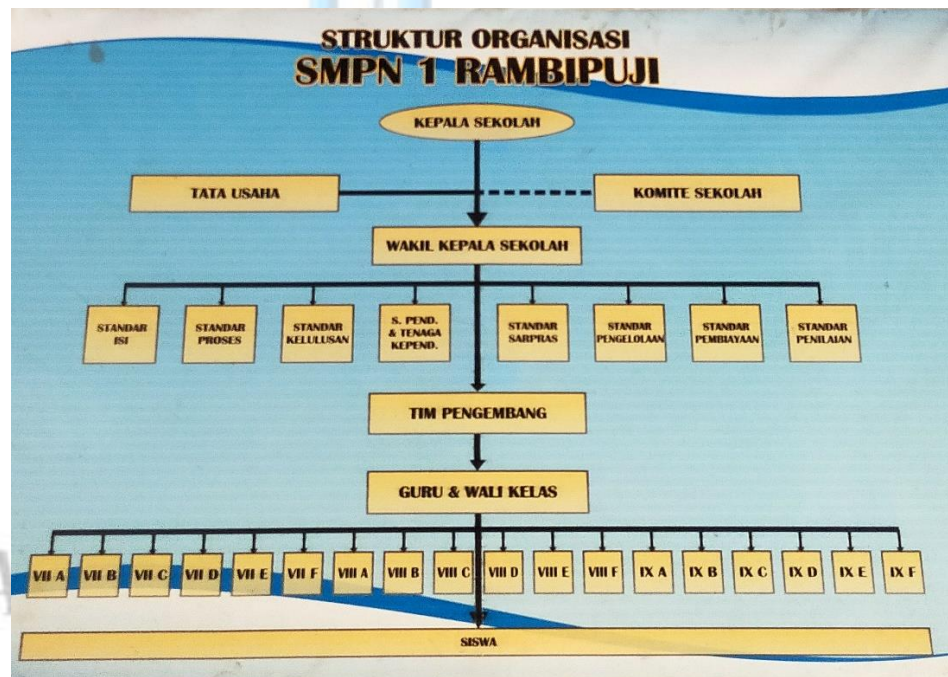 STRUKTUR ORGANISASI
SMPN 1 RAMBIPUJI
KEPALA SEKOLAH
TATA USAHA
KOMITE SEKOLAH
WAKIL KEPALA SEKOLAH
STANDAR
ISI
STANDAR
PROSES
STANDAR
KELULUSAN
S. PEND.
& TENAGA
KEPEND.
STANDAR
SARPRAS
STANDAR
PENGELOLAAN
STANDAR
PEMBIAYAAN
STANDAR
PENILAIAN
TIM PENGEMBANG
GURU & WALI KELAS
VII A
VII B
VII C
VII D
VII E
VII F
VIII A
VIII B
VIII C
VIII D
VIII E
VIII F
IX A
IX B
IX C
IX D
IX E
IX F
SISWA